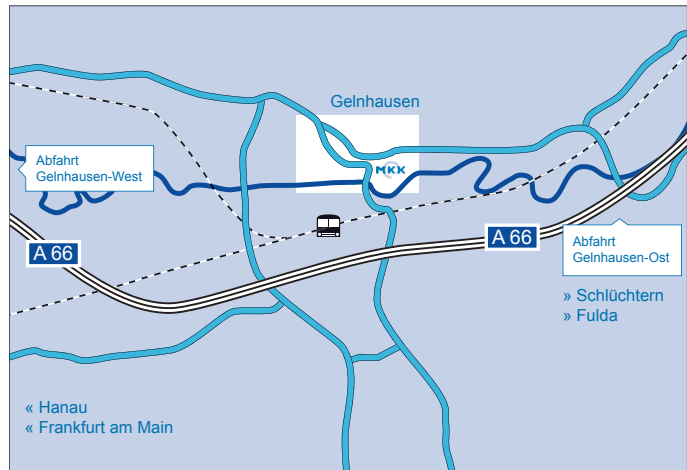 Gelnhausen
Abfahrt
Gelnhausen-West
MKK
A 66
A 66
Abfahrt
Gelnhausen-Ost
» Schlüchtern
» Fulda
« Hanau
« Frankfurt am Main